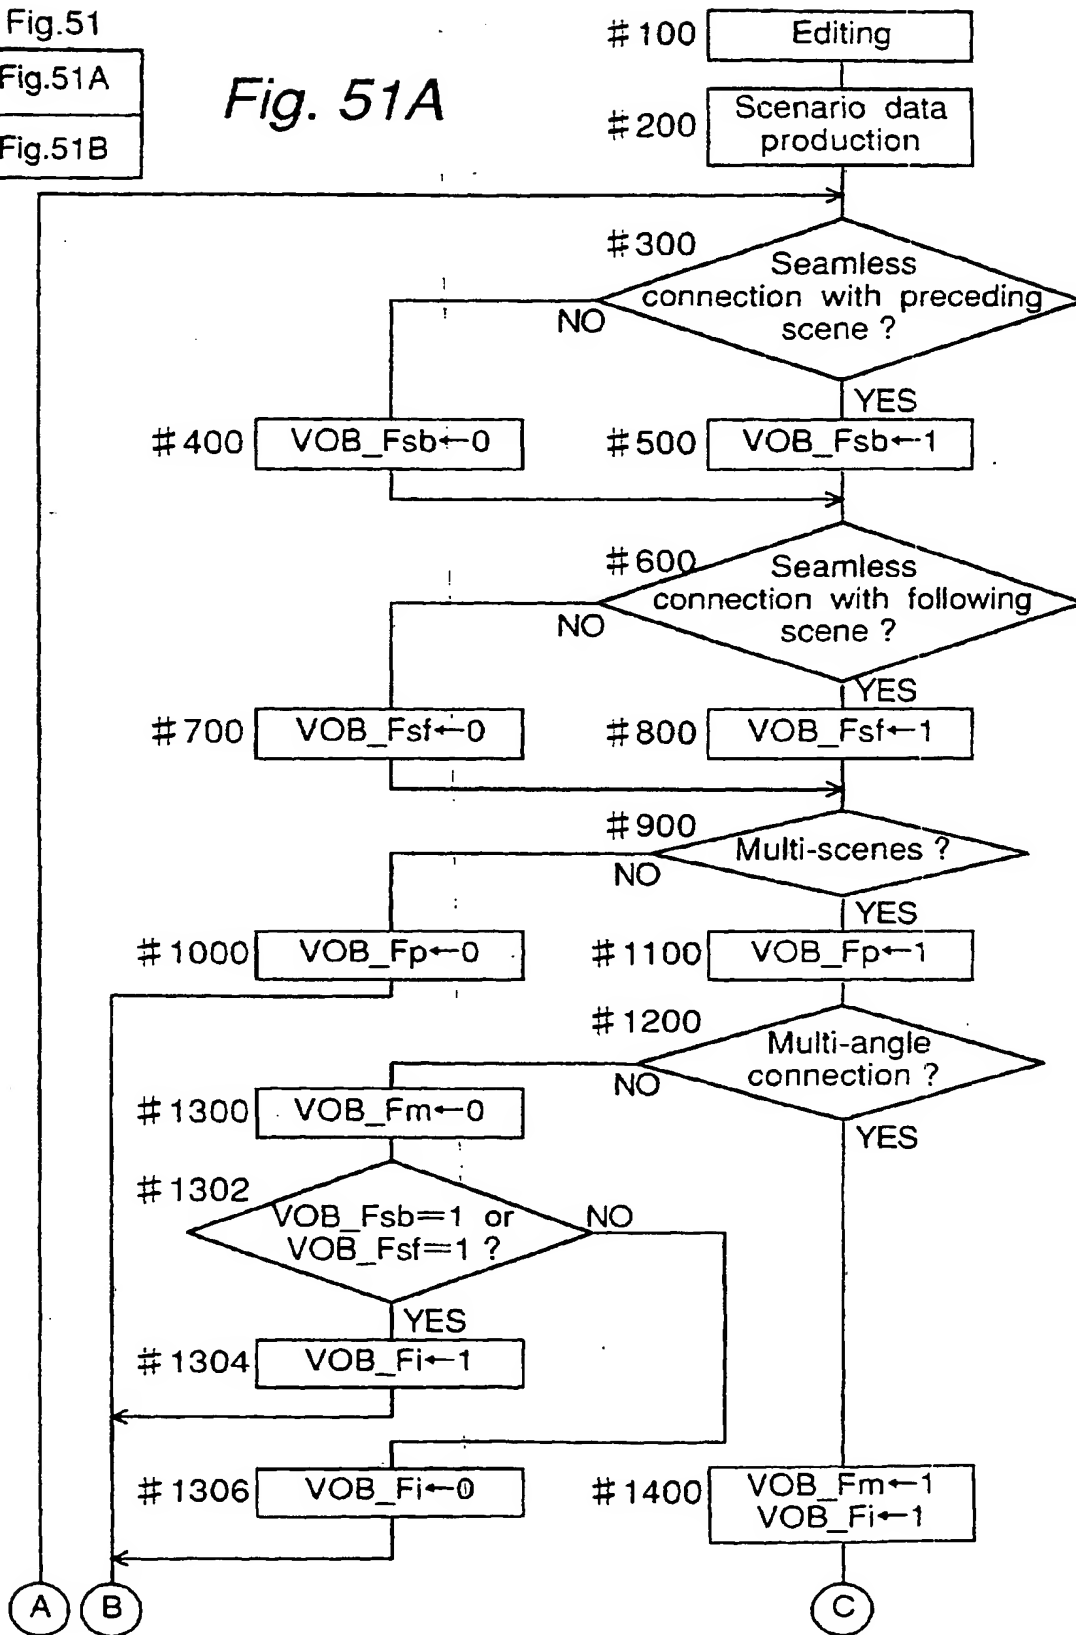 Fig.51
Fig.51A
Fig.51B
Fig. 51A
#100
Editing
#200
Scenario data
production
#300
Seamless
connection with preceding
scene ?
NO
YES
#400
VOB_Fsb←0
#500
VOB_Fsb←1
#600
Seamless
connection with following
scene ?
NO
YES
#700
VOB_Fsf←0
#800
VOB_Fsf←1
#900
Multi-scenes ?
NO
YES
#1000
VOB_Fp←0
#1100
VOB_Fp←1
#1200
Multi-angle
connection ?
NO
YES
#1300
VOB_Fm←0
#1302
VOB_Fsb=1 or
VOB_Fsf=1 ?
NO
YES
#1304
VOB_Fi←1
#1306
VOB_Fi←0
#1400
VOB_Fm←1
VOB_Fi←1
A
B
C